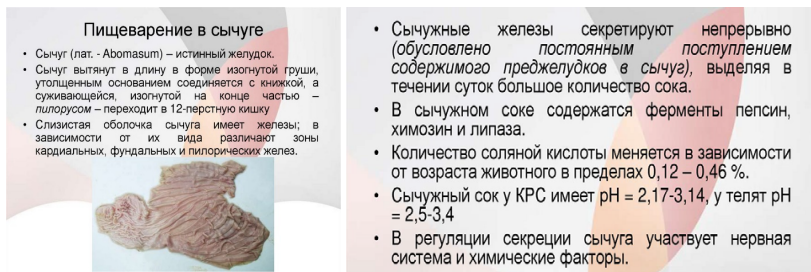 Пищеварение в сычуге
• Сычуг (лат. - Abomasum) – истинный желудок.
• Сычуг вытянут в длину в форме изогнутой груши,
утолщенным основанием соединяется с книжкой, а
суживающейся, изогнутой на конце частью –
пилорусом – переходит в 12-перстную кишку
• Слизистая оболочка сычуга имеет железы; в
зависимости от их вида различают зоны
кардиальных, фундальных и пилорических желез.
• Сычужные железы секретируют непрерывно
(обусловлено постоянным поступлением
содержимого преджелудков в сычуг), выделяя в
течении суток большое количество сока.
• В сычужном соке содержатся ферменты пепсин,
химозин и липаза.
• Количество соляной кислоты меняется в зависимости
от возраста животного в пределах 0,12 – 0,46 %.
• Сычужный сок у КРС имеет pH = 2,17-3,14, у телят pH
= 2,5-3,4
• В регуляции секреции сычуга участвует нервная
система и химические факторы.